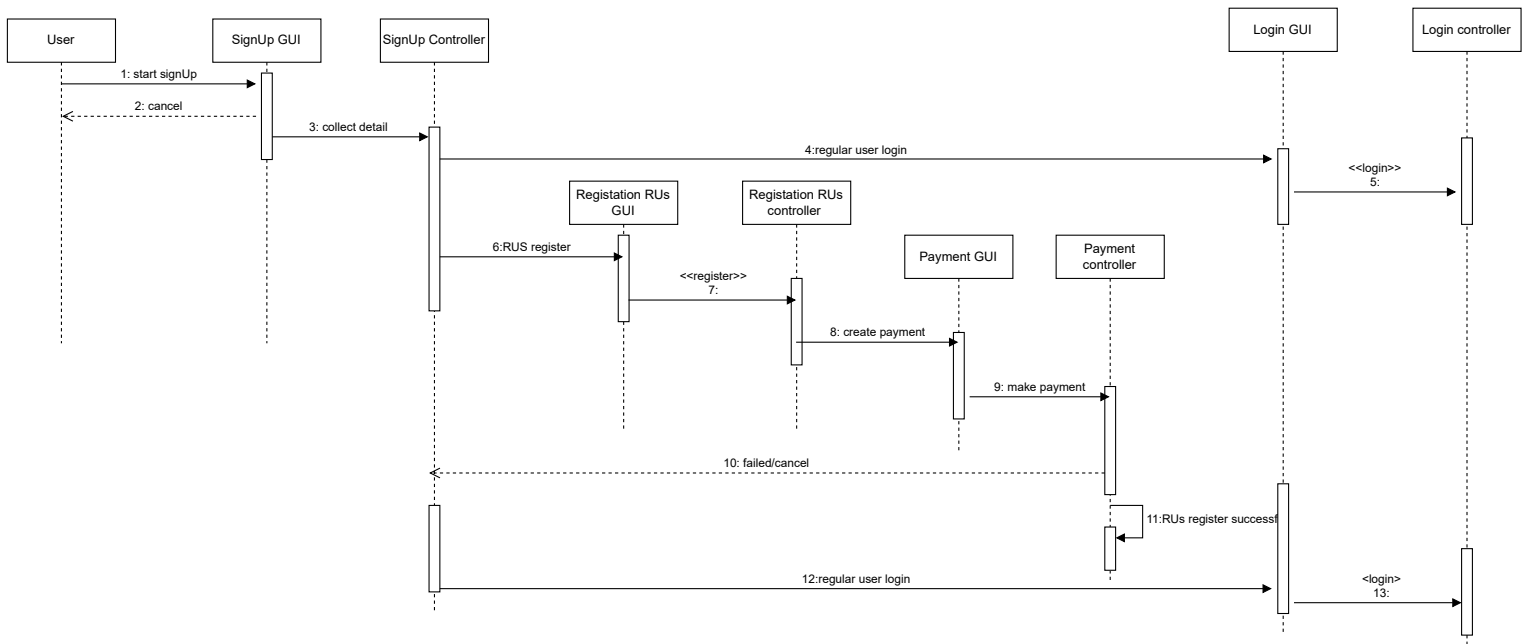 User
SignUp GUI
SignUp Controller
Login GUI
Login controller
1: start signUp
2: cancel
3: collect detail
4:regular user login
<<login>>
5:
Registation RUs
GUI
Registation RUs
controller
6:RUS register
<<register>>
7:
Payment GUI
Payment
controller
8: create payment
9: make payment
10: failed/cancel
11:RUs register successf
12:regular user login
<login>
13: